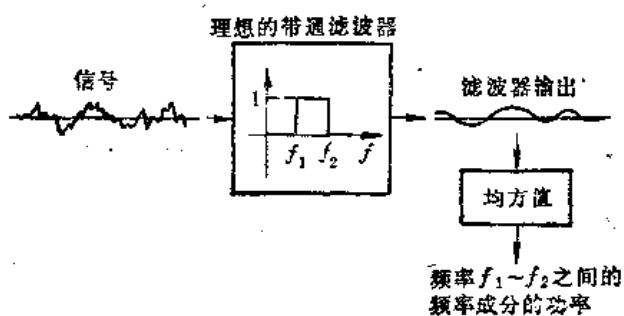 理想的带通滤波器
信号
1
f₁ f₂ f
滤波器输出
均方值
频率f₁~f₂之间的
频率成分的功率